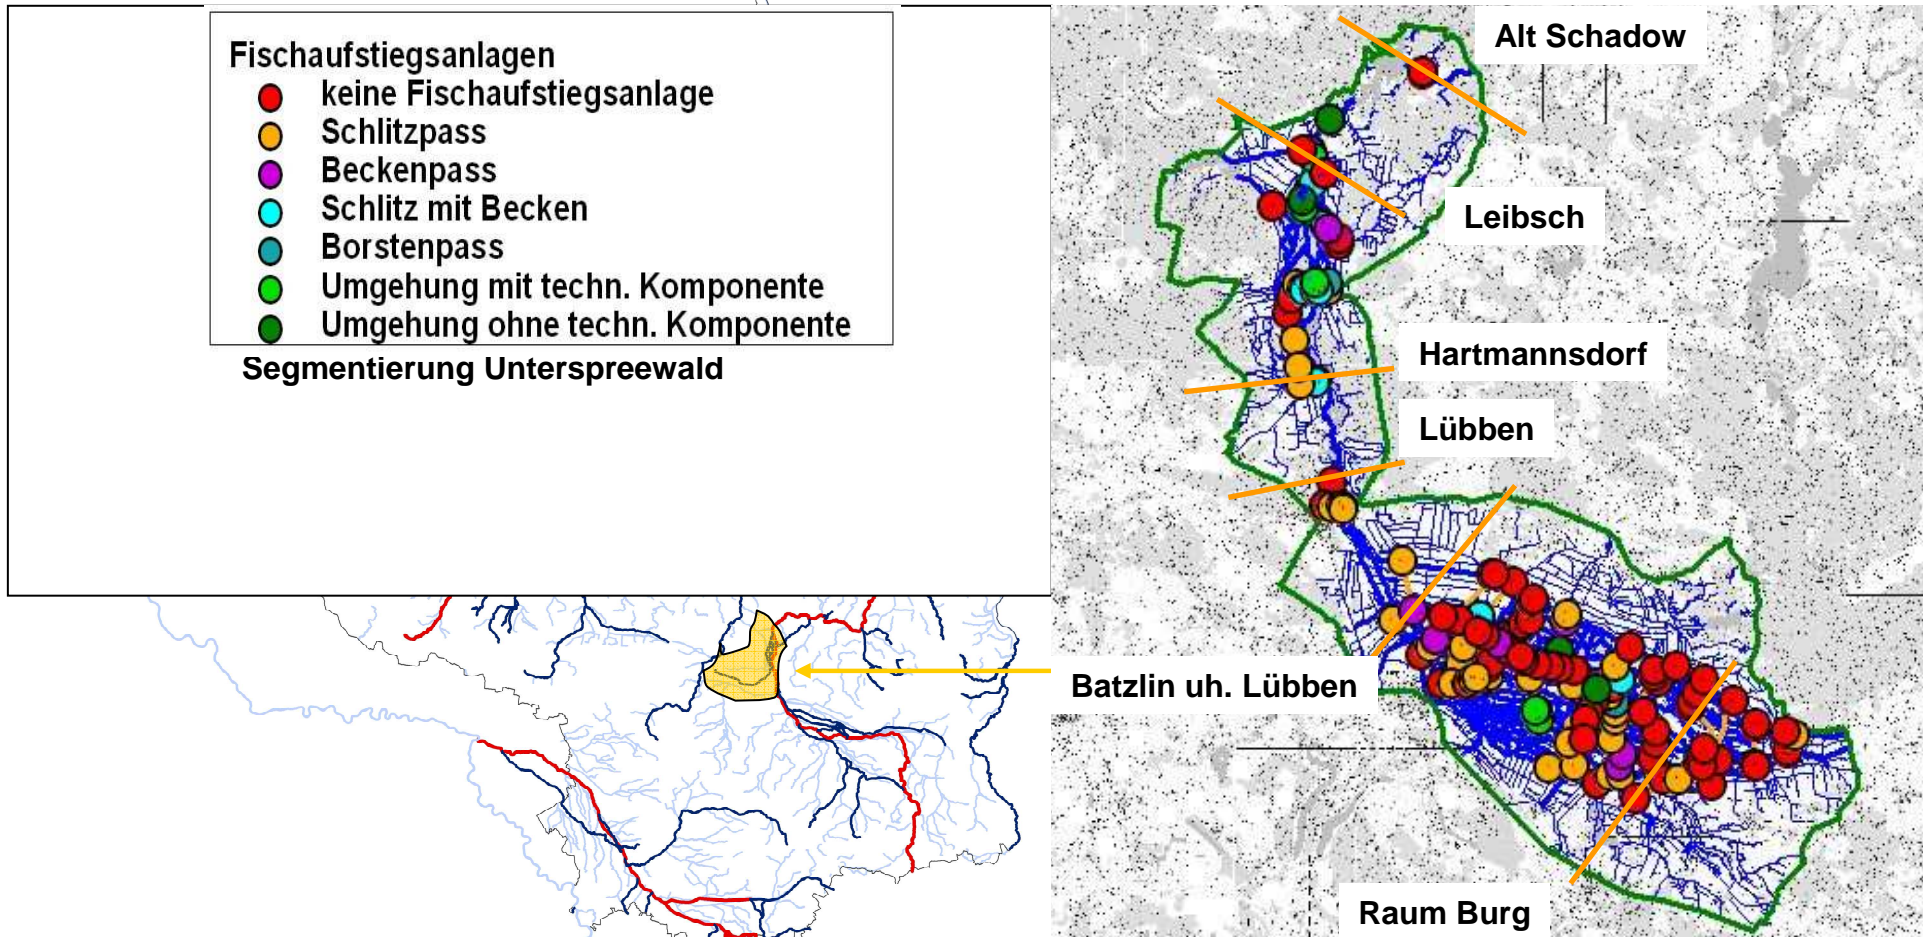 Fischaufstiegsanlagen
keine Fischaufstiegsanlage
Schlitzpass
Beckenpass
Schlitz mit Becken
Borstenpass
Umgehung mit techn. Komponente
Umgehung ohne techn. Komponente
Segmentierung Unterspreewald
Alt Schadow
Leibsch
Hartmannsdorf
Lübben
Batzlin uh. Lübben
Raum Burg